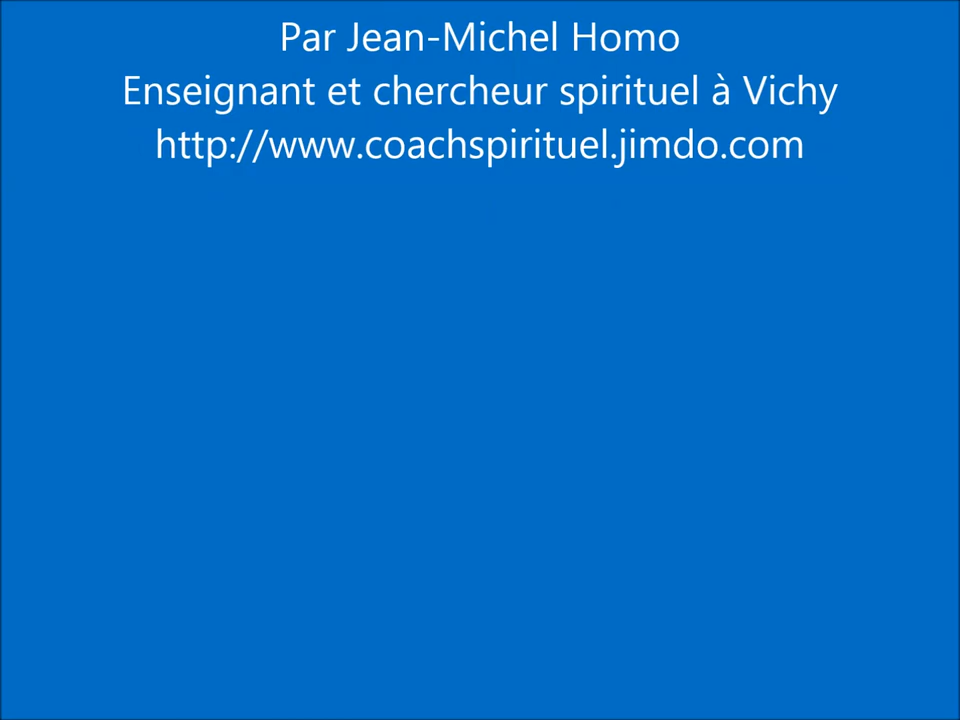 Par Jean-Michel Homo
Enseignant et chercheur spirituel à Vichy
http://www.coachspirituel.jimdo.com